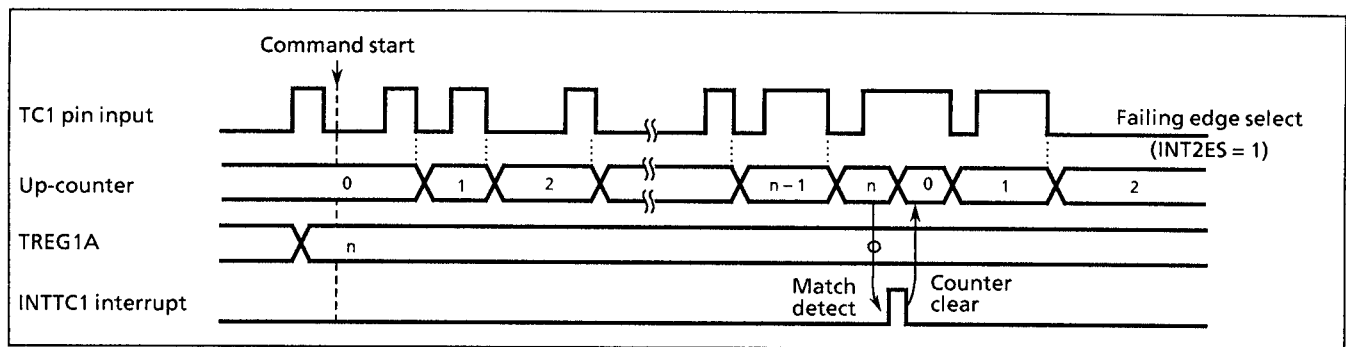 Command start
TC1 pin input
Failing edge select
(INT2ES = 1)
Up-counter
0 1 2 n – 1 n 0 1 2
TREG1A
n
Match
detect
Counter
clear
INTTC1 interrupt